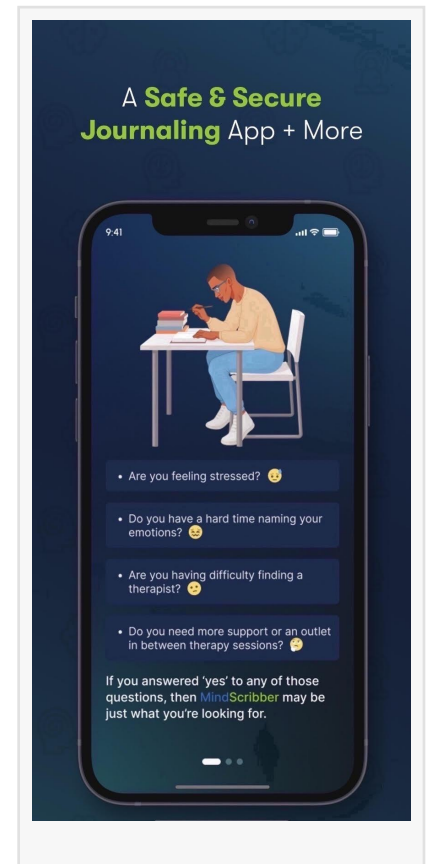 A Safe & Secure
Journaling App + More
9:41
• Are you feeling stressed? 😓
• Do you have a hard time naming your
emotions? 😖
• Are you having difficulty finding a
therapist? 😕
• Do you need more support or an outlet
in between therapy sessions? 🤔
If you answered ‘yes’ to any of those
questions, then MindScribber may be
just what you’re looking for.